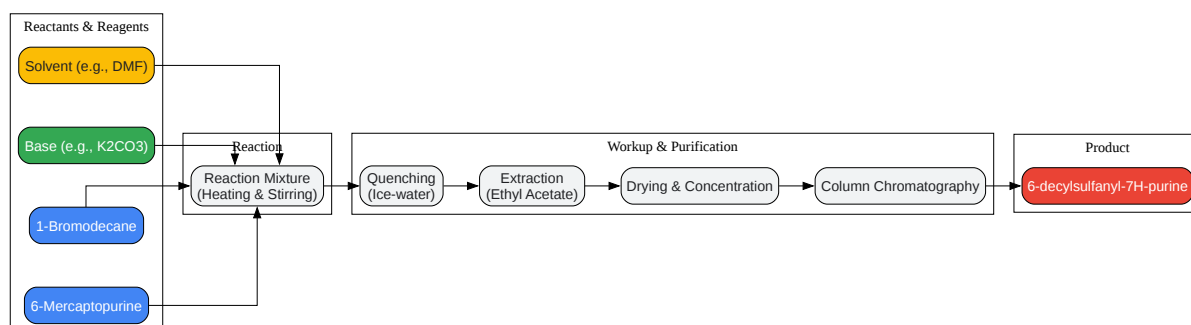 Reactants & Reagents
Solvent (e.g., DMF)
Base (e.g., K2CO3)
1-Bromodecane
6-Mercaptopurine
Reaction
Reaction Mixture
(Heating & Stirring)
Workup & Purification
Quenching
(Ice-water)
Extraction
(Ethyl Acetate)
Drying & Concentration
Column Chromatography
Product
6-decylsulfanyl-7H-purine